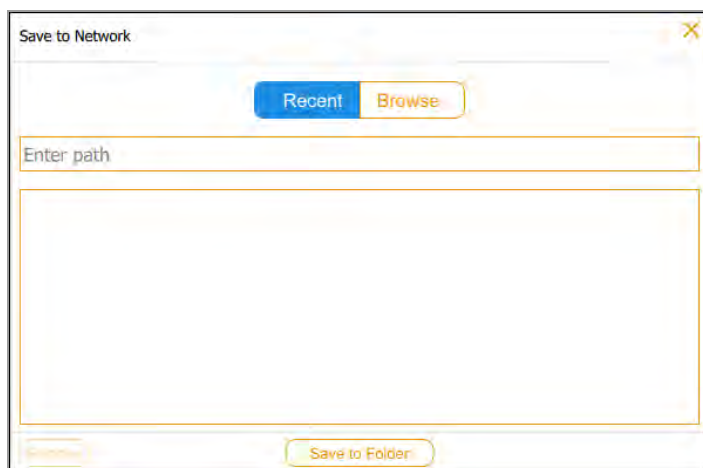 Save to Network
Recent Browse
Enter path
Save to Folder